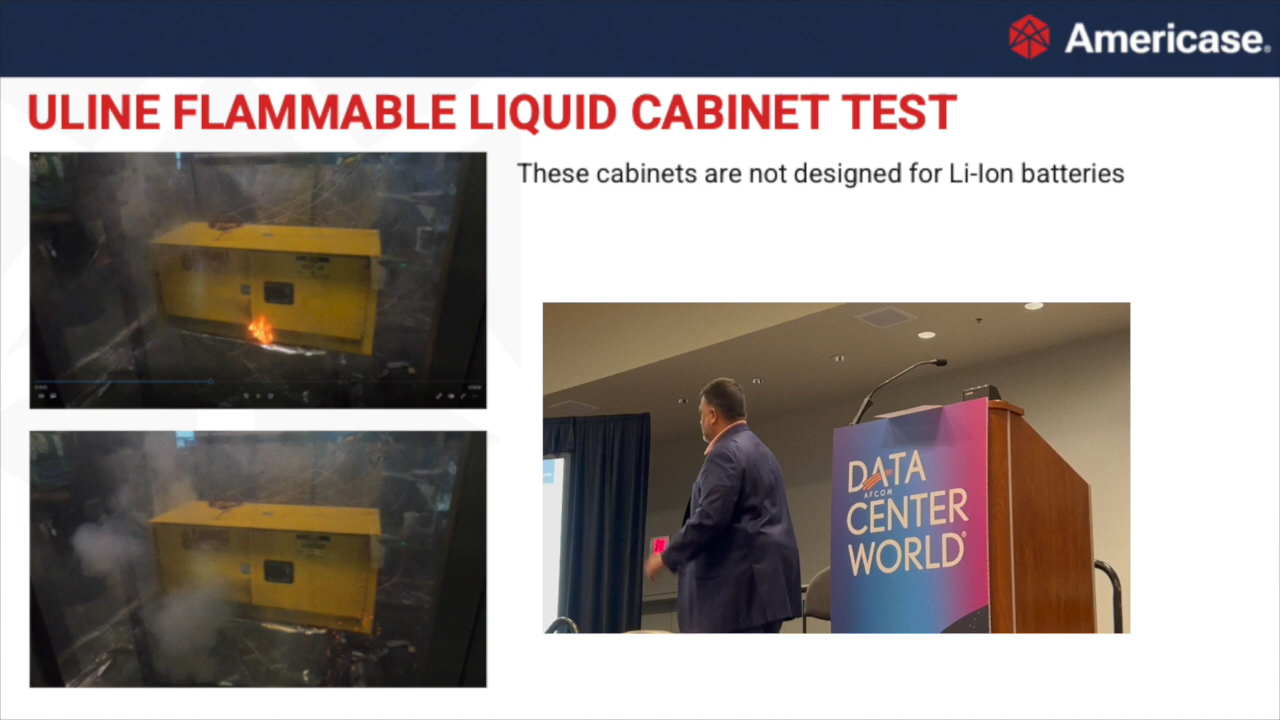 Americase®
ULINE FLAMMABLE LIQUID CABINET TEST
These cabinets are not designed for Li-Ion batteries
DATA
AFCOM
CENTER
WORLD®